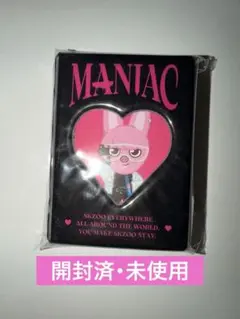 MANIAC
SKZOO EVERYWHERE
ALL AROUND THE WORLD
YOU MAKE SKZOO STAY
開封済・未使用